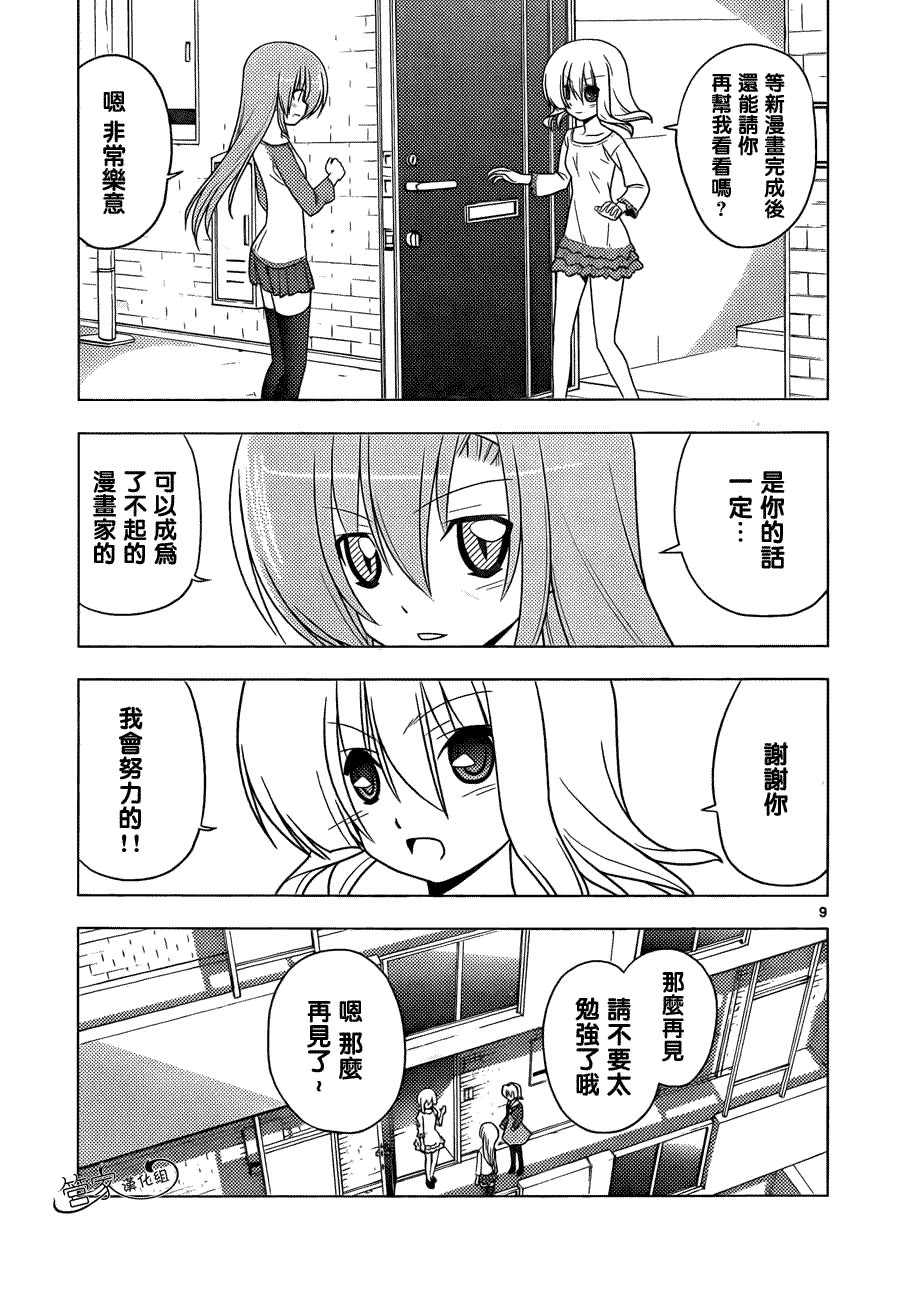 等新漫畫完成後
還能請你
再幫我看看嗎?
嗯 非常樂意
是你的話
一定…
可以成為
了不起的
漫畫家的
謝謝你
我會努力的!!
9
那麼再見
請不要太
勉強了哦
嗯 那麼
再見了~
管家漢化組